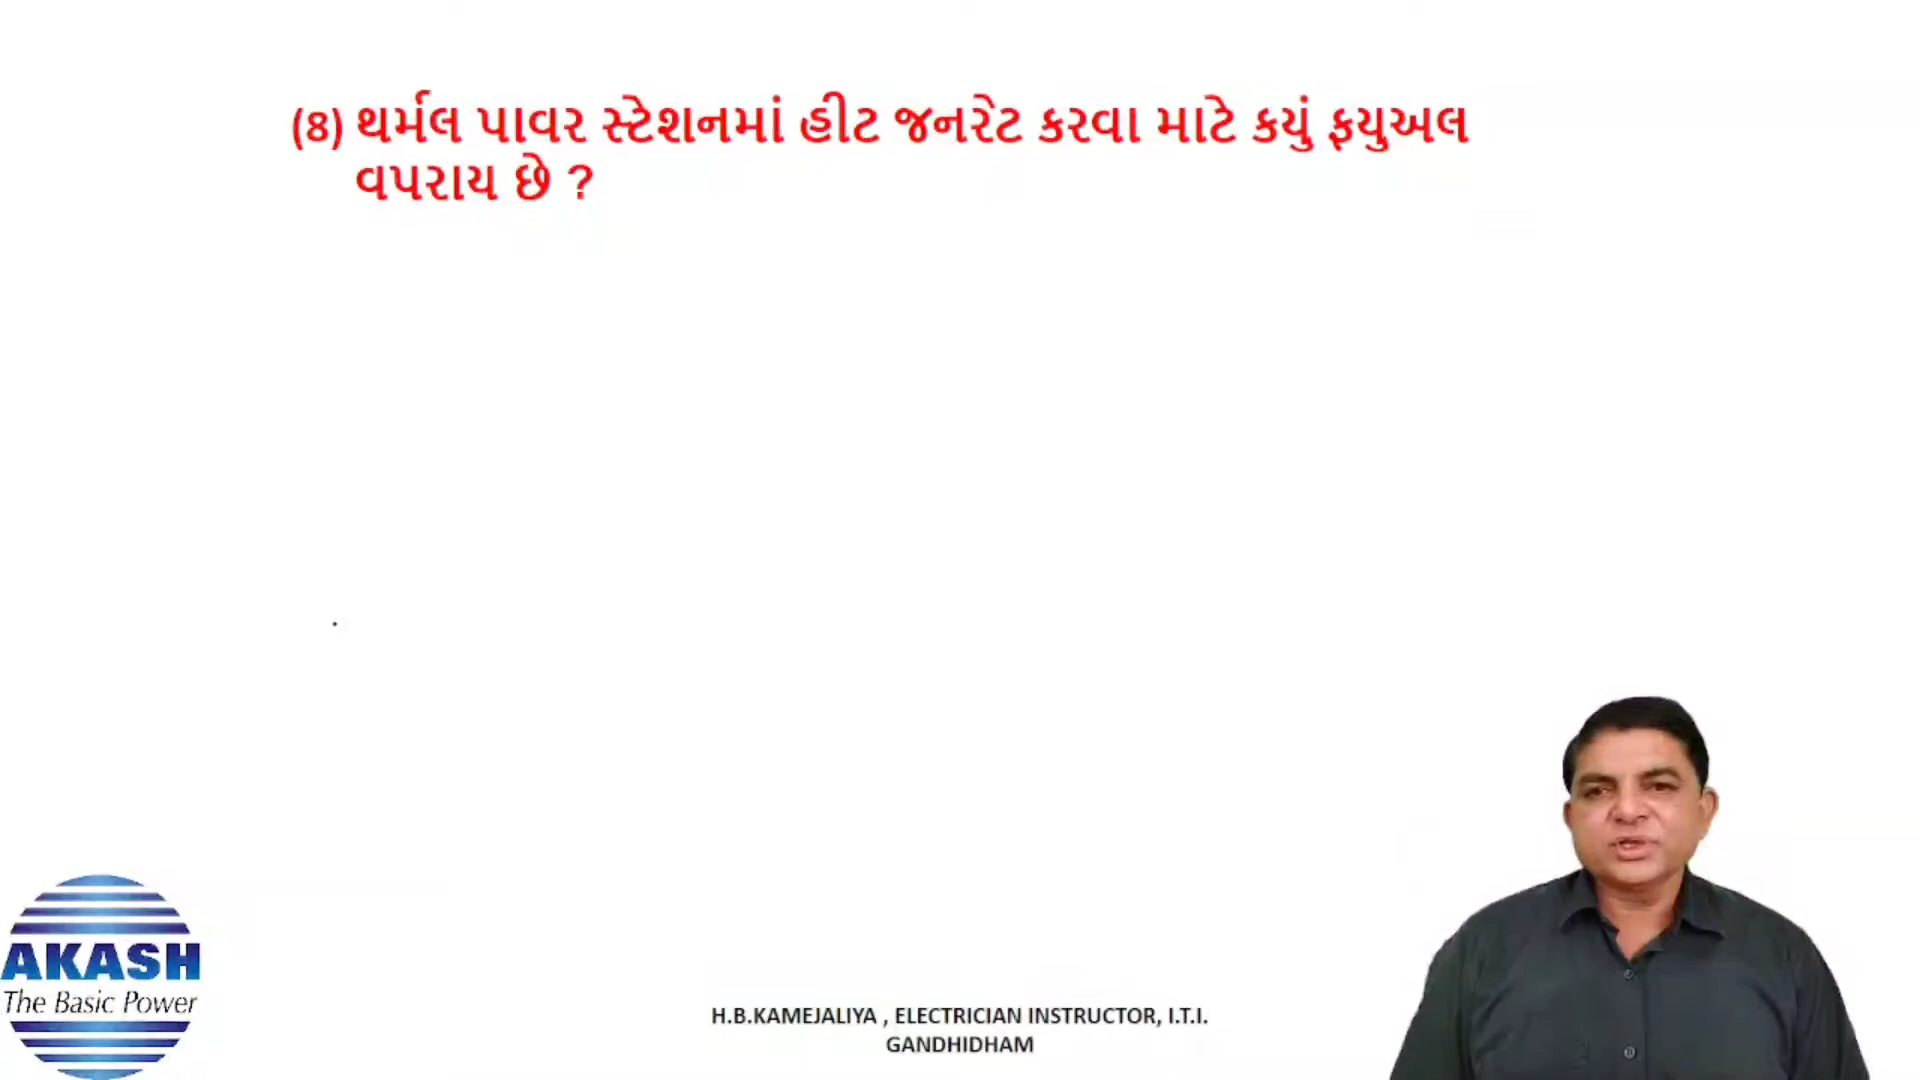 (8) થર્મલ પાવર સ્ટેશનમાં હીટ જનરેટ કરવા માટે કયું ફયુઅલ
વપરાય છે ?
AKASH
The Basic Power
H.B.KAMEJALIYA , ELECTRICIAN INSTRUCTOR, I.T.I.
GANDHIDHAM